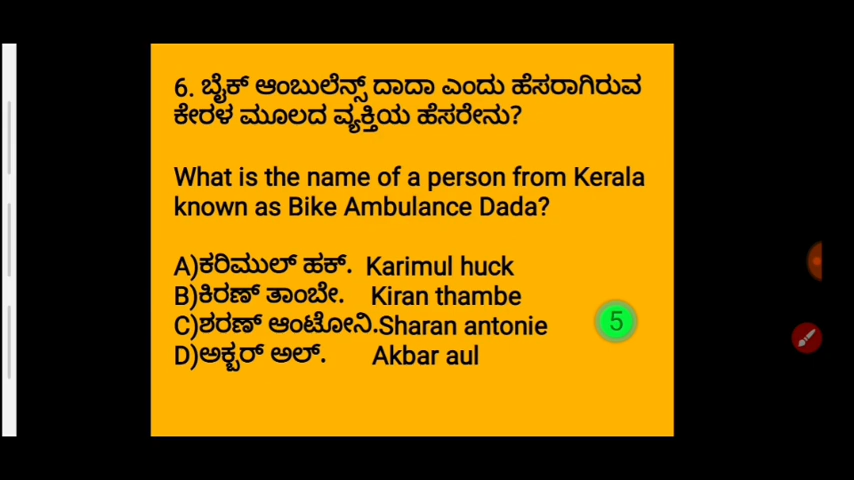 6. ಬೈಕ್ ಆಂಬುಲೆನ್ಸ್ ದಾದಾ ಎಂದು ಹೆಸರಾಗಿರುವ
ಕೇರಳ ಮೂಲದ ವ್ಯಕ್ತಿಯ ಹೆಸರೇನು?
What is the name of a person from Kerala
known as Bike Ambulance Dada?
A)ಕರಿಮುಲ್ ಹಕ್. Karimul huck
B)ಕಿರಣ್ ತಾಂಬೇ. Kiran thambe
C)ಶರಣ್ ಆಂಟೋನಿ.Sharan antonie
D)ಅಕ್ಬರ್ ಅಲ್. Akbar aul
5